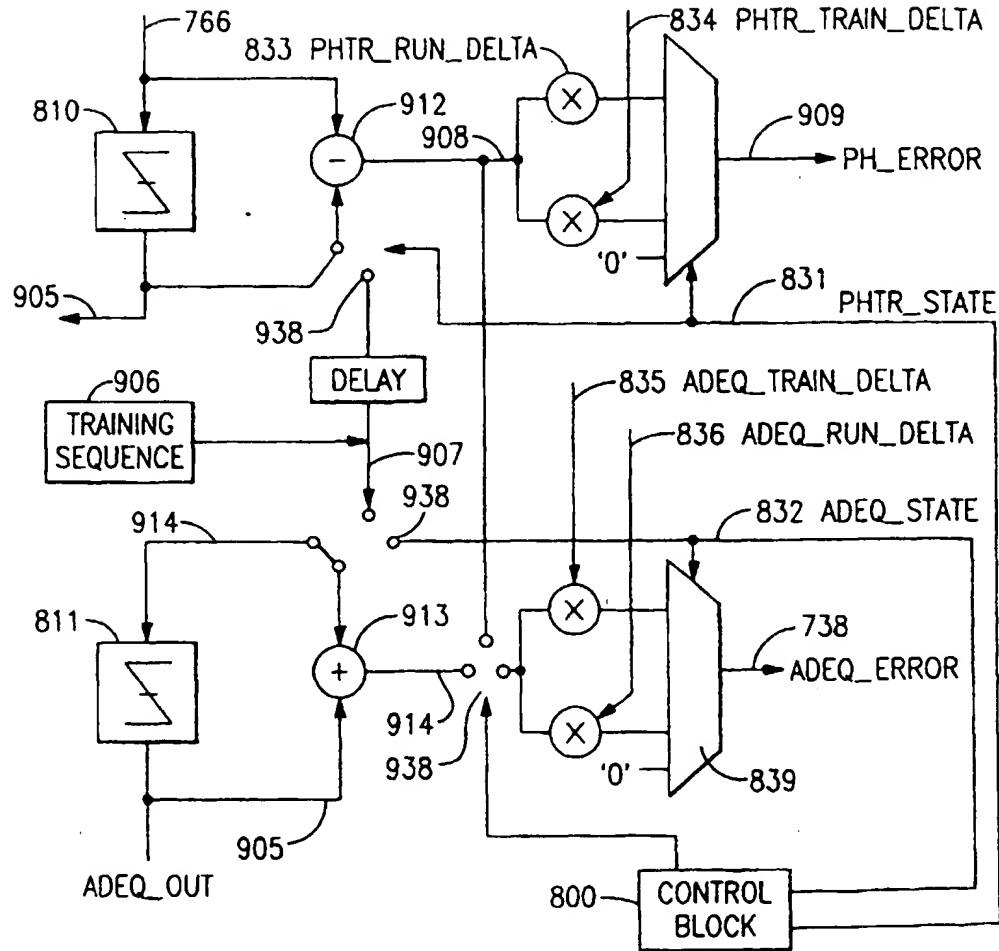 766
833 PHTR_RUN_DELTA
834 PHTR_TRAIN_DELTA
810
912
908
909
×
−
PH_ERROR
×
'0'
905
938
831
PHTR_STATE
DELAY
906
TRAINING
SEQUENCE
835 ADEQ_TRAIN_DELTA
907
836 ADEQ_RUN_DELTA
938
914
832 ADEQ_STATE
811
913
×
738
+
ADEQ_ERROR
914
×
938
'0'
839
905
ADEQ_OUT
800
CONTROL
BLOCK